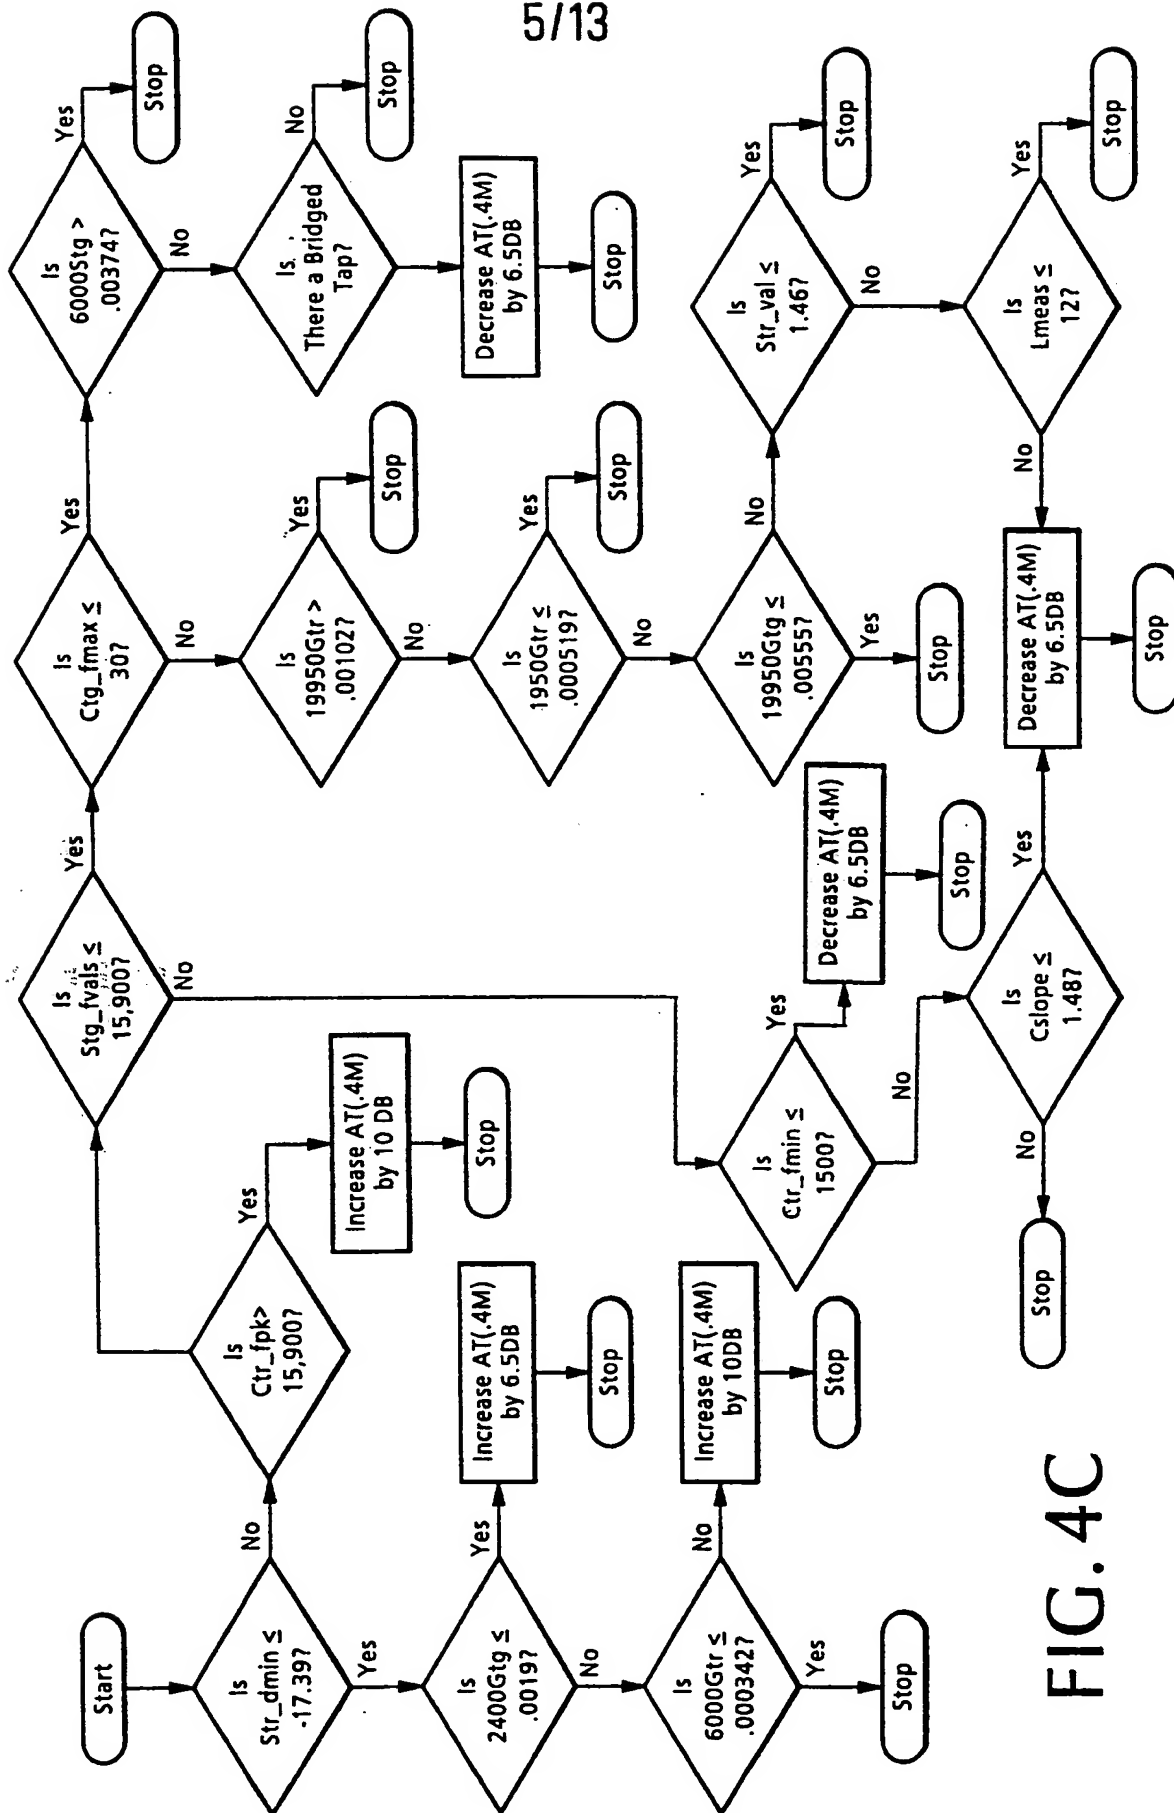 5/13
Start
Is
Str_dmin ≤
-17.39?
Yes
No
Is
2400Gtg ≤
.0019?
Yes
No
Increase AT(.4M)
by 6.5DB
Stop
Is
6000Gtr ≤
.000342?
No
Yes
Increase AT(.4M)
by 10DB
Stop
Stop
Is
Ctr_fpk>
15,900?
Yes
Increase AT(.4M)
by 10 DB
Stop
Is
Stg_fvals ≤
15,900?
Yes
No
Is
Ctr_fmin ≤
1500?
Yes
No
Decrease AT(.4M)
by 6.5DB
Stop
Is
Cslope ≤
1.48?
Yes
No
Stop
Is
Ctg_fmax ≤
30?
Yes
No
Is
19950Gtr >
.00102?
Yes
No
Stop
Is
1950Gtr ≤
.000519?
Yes
No
Stop
Is
19950Gtg ≤
.00555?
No
Yes
Stop
Is
6000Stg >
.00374?
Yes
No
Stop
Is
There a Bridged
Tap?
No
Stop
Decrease AT(.4M)
by 6.5DB
Stop
Is
Str_val ≤
1.46?
Yes
No
Stop
Is
Lmeas ≤
12?
Yes
No
Stop
Decrease AT(.4M)
by 6.5DB
Stop
FIG. 4C